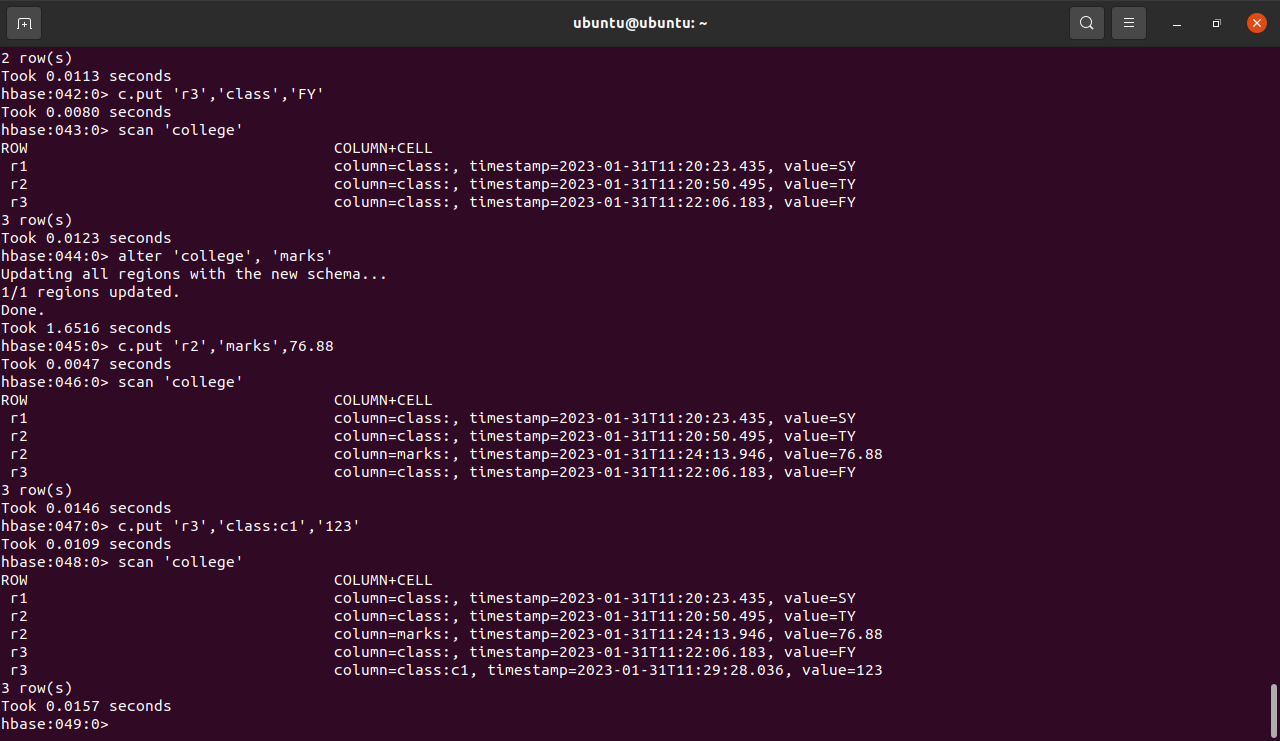 ubuntu@ubuntu: ~
2 row(s)
Took 0.0113 seconds
hbase:042:0> c.put 'r3','class','FY'
Took 0.0080 seconds
hbase:043:0> scan 'college'
ROW                                  COLUMN+CELL
 r1                                  column=class:, timestamp=2023-01-31T11:20:23.435, value=SY
 r2                                  column=class:, timestamp=2023-01-31T11:20:50.495, value=TY
 r3                                  column=class:, timestamp=2023-01-31T11:22:06.183, value=FY
3 row(s)
Took 0.0123 seconds
hbase:044:0> alter 'college', 'marks'
Updating all regions with the new schema...
1/1 regions updated.
Done.
Took 1.6516 seconds
hbase:045:0> c.put 'r2','marks',76.88
Took 0.0047 seconds
hbase:046:0> scan 'college'
ROW                                  COLUMN+CELL
 r1                                  column=class:, timestamp=2023-01-31T11:20:23.435, value=SY
 r2                                  column=class:, timestamp=2023-01-31T11:20:50.495, value=TY
 r2                                  column=marks:, timestamp=2023-01-31T11:24:13.946, value=76.88
 r3                                  column=class:, timestamp=2023-01-31T11:22:06.183, value=FY
3 row(s)
Took 0.0146 seconds
hbase:047:0> c.put 'r3','class:c1','123'
Took 0.0109 seconds
hbase:048:0> scan 'college'
ROW                                  COLUMN+CELL
 r1                                  column=class:, timestamp=2023-01-31T11:20:23.435, value=SY
 r2                                  column=class:, timestamp=2023-01-31T11:20:50.495, value=TY
 r2                                  column=marks:, timestamp=2023-01-31T11:24:13.946, value=76.88
 r3                                  column=class:, timestamp=2023-01-31T11:22:06.183, value=FY
 r3                                  column=class:c1, timestamp=2023-01-31T11:29:28.036, value=123
3 row(s)
Took 0.0157 seconds
hbase:049:0>